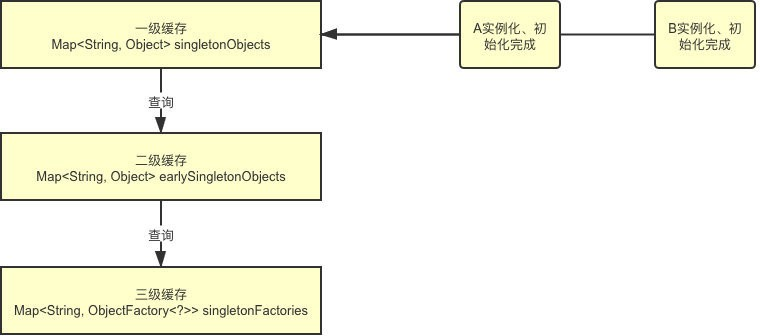 一级缓存
Map<String, Object> singletonObjects
A实例化、初
始化完成
B实例化、初
始化完成
查询
二级缓存
Map<String, Object> earlySingletonObjects
查询
三级缓存
Map<String, ObjectFactory<?>> singletonFactories